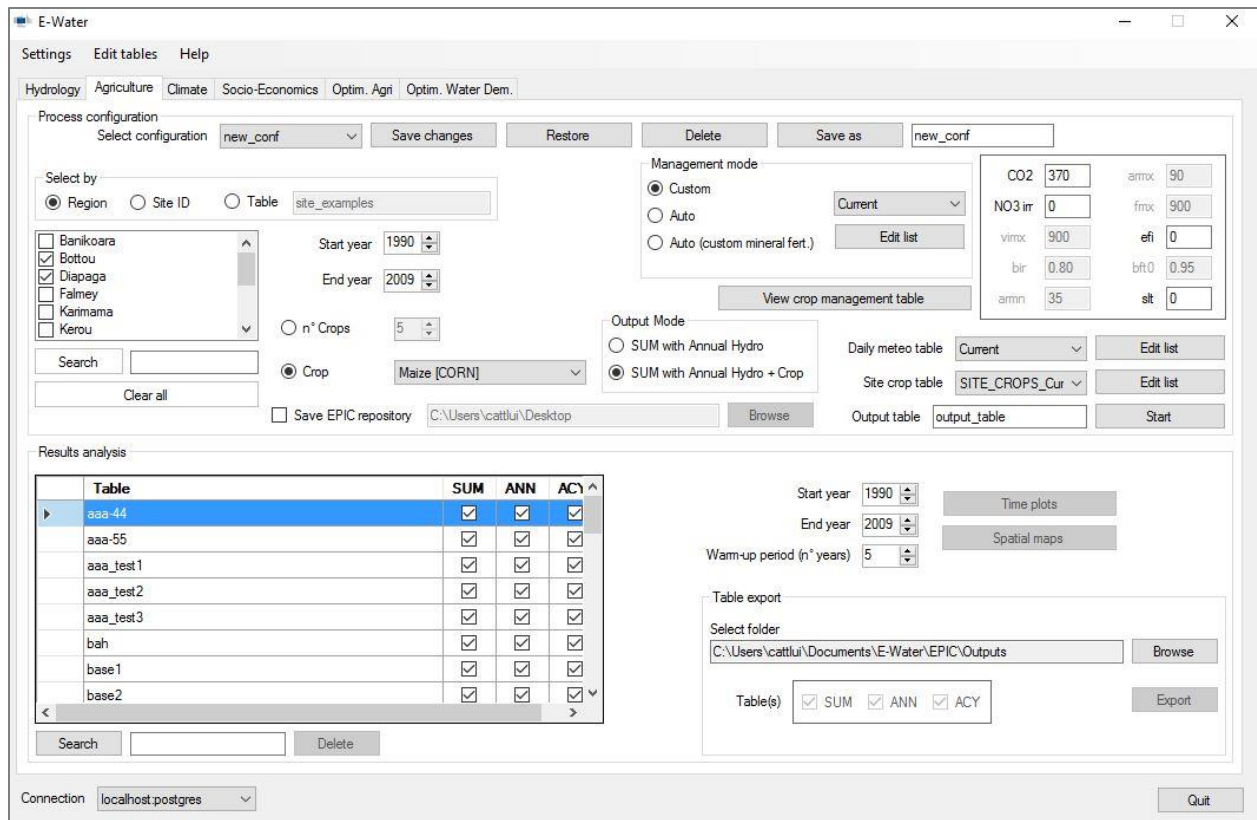 E-Water
Settings Edit tables Help
Hydrology Agriculture Climate Socio-Economics Optim. Agri Optim. Water Dem.
Process configuration
Select configuration new_conf Save changes Restore Delete Save as new_conf
Select by
Region Site ID Table site_examples
Banikoara
Bottou
Diapaga
Falmey
Karimama
Kerou
Search
Clear all
Start year 1990
End year 2009
n° Crops 5
Crop Maize [CORN]
Save EPIC repository C:\Users\cattlui\Desktop Browse
Management mode
Custom
Auto
Auto (custom mineral fert.)
Current
Edit list
View crop management table
Output Mode
SUM with Annual Hydro
SUM with Annual Hydro + Crop
CO2 370 armx 90
NO3 irr 0 fmx 900
vimx 900 efi 0
bir 0.80 bft0 0.95
armn 35 slt 0
Daily meteo table Current Edit list
Site crop table SITE_CROPS_Cur Edit list
Output table output_table Start
Results analysis
Table SUM ANN ACY
aaa-44
aaa-55
aaa_test1
aaa_test2
aaa_test3
bah
base1
base2
Search Delete
Start year 1990 Time plots
End year 2009 Spatial maps
Warm-up period (n° years) 5
Table export
Select folder
C:\Users\cattlui\Documents\E-Water\EPIC\Outputs Browse
Table(s) SUM ANN ACY Export
Connection localhost:postgres Quit